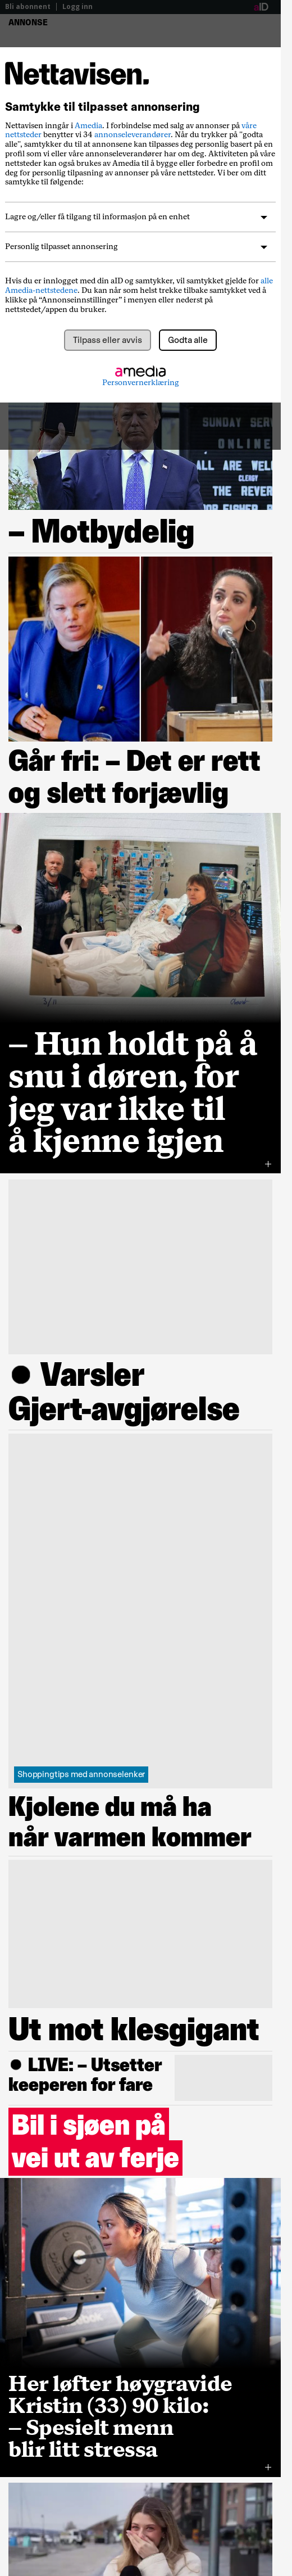 Bli abonnent | Logg inn
aID
ANNONSE
Nettavisen.
Samtykke til tilpasset annonsering
Nettavisen inngår i Amedia. I forbindelse med salg av annonser på våre
nettsteder benytter vi 34 annonseleverandører. Når du trykker på "godta
alle", samtykker du til at annonsene kan tilpasses deg personlig basert på en
profil som vi eller våre annonseleverandører har om deg. Aktiviteten på våre
nettsteder kan også brukes av Amedia til å bygge eller forbedre en profil om
deg for personlig tilpasning av annonser på våre nettsteder. Vi ber om ditt
samtykke til følgende:
Lagre og/eller få tilgang til informasjon på en enhet
Personlig tilpasset annonsering
Hvis du er innlogget med din aID og samtykker, vil samtykket gjelde for alle
Amedia-nettstedene. Du kan når som helst trekke tilbake samtykket ved å
klikke på “Annonseinnstillinger” i menyen eller nederst på
nettstedet/appen du bruker.
Tilpass eller avvis
Godta alle
amedia
Personvernerklæring
SUNDAY SERV
ONLINE
ALL ARE WELC
CLERGY
THE REVER
– Motbydelig
Går fri: – Det er rett
og slett forjævlig
– Hun holdt på å
snu i døren, for
jeg var ikke til
å kjenne igjen
+
● Varsler
Gjert-avgjørelse
Shoppingtips med annonselenker
Kjolene du må ha
når varmen kommer
Ut mot klesgigant
● LIVE: – Utsetter
keeperen for fare
Bil i sjøen på
vei ut av ferje
Her løfter høygravide
Kristin (33) 90 kilo:
– Spesielt menn
blir litt stressa
+